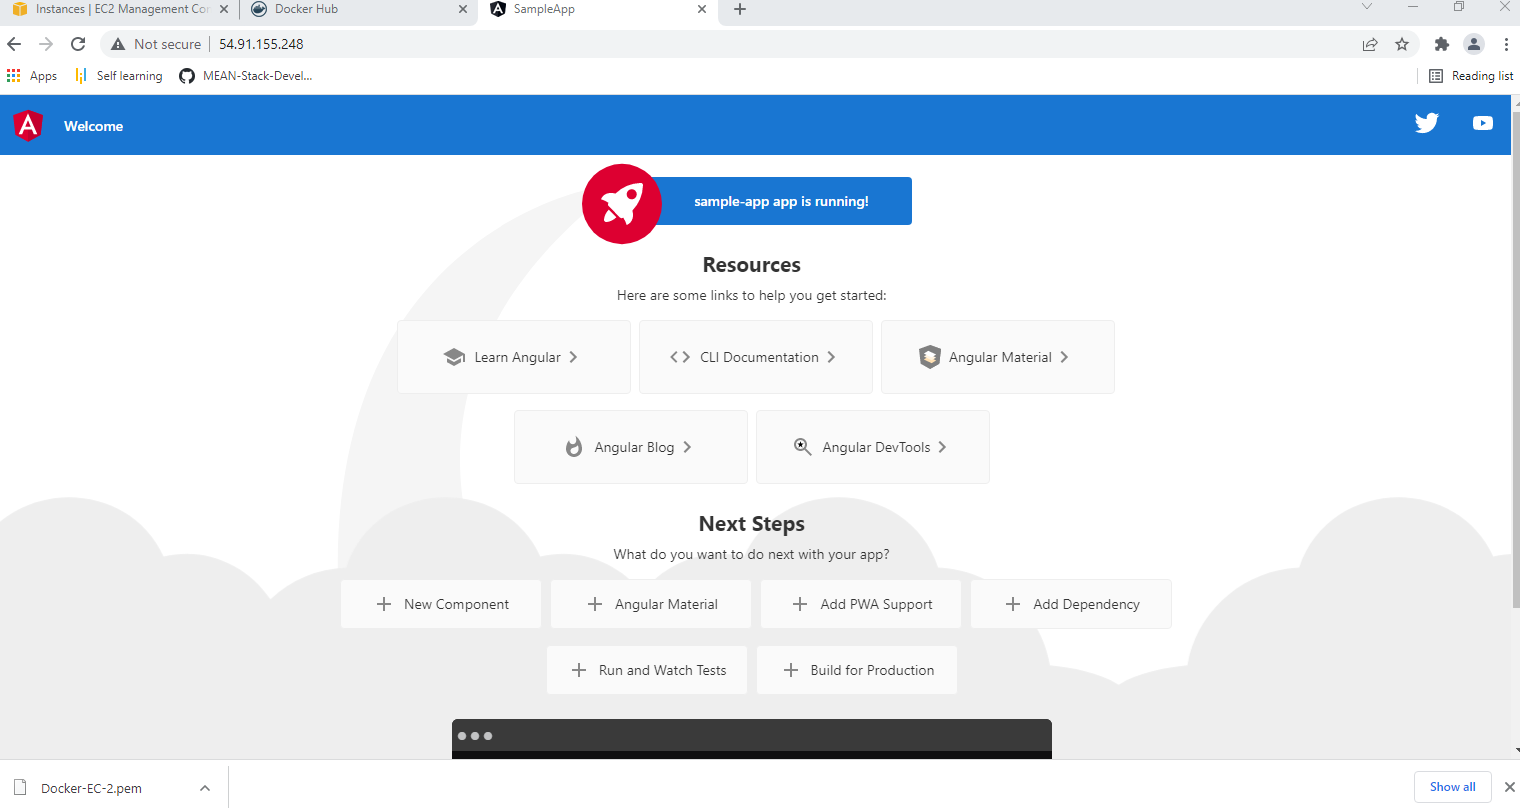 Instances | EC2 Management Con
Docker Hub
SampleApp
Not secure
54.91.155.248
Apps
Self learning
MEAN-Stack-Devel...
Reading list
Welcome
sample-app app is running!
Resources
Here are some links to help you get started:
Learn Angular
CLI Documentation
Angular Material
Angular Blog
Angular DevTools
Next Steps
What do you want to do next with your app?
New Component
Angular Material
Add PWA Support
Add Dependency
Run and Watch Tests
Build for Production
Docker-EC-2.pem
Show all